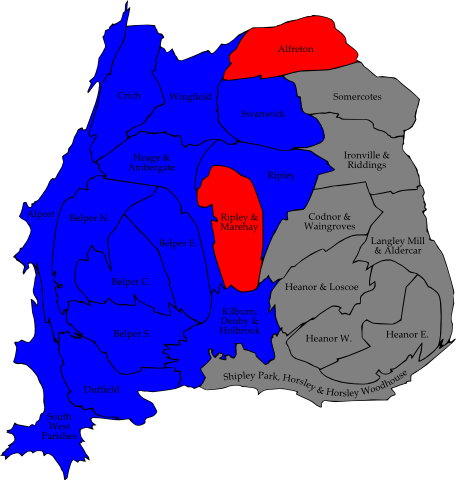 Alfreton
Crich
Wingfield
Somercotes
Swanwick
Heage &
Ambergate
Ironville &
Riddings
Ripley
Alport
Belper N.
Ripley &
Marehay
Codnor &
Waingroves
Belper E.
Langley Mill
& Aldercar
Belper C.
Heanor & Loscoe
Kilburn,
Denby &
Holbrook
Belper S.
Heanor W.
Heanor E.
Duffield
Shipley Park, Horsley & Horsley Woodhouse
South
West
Parishes